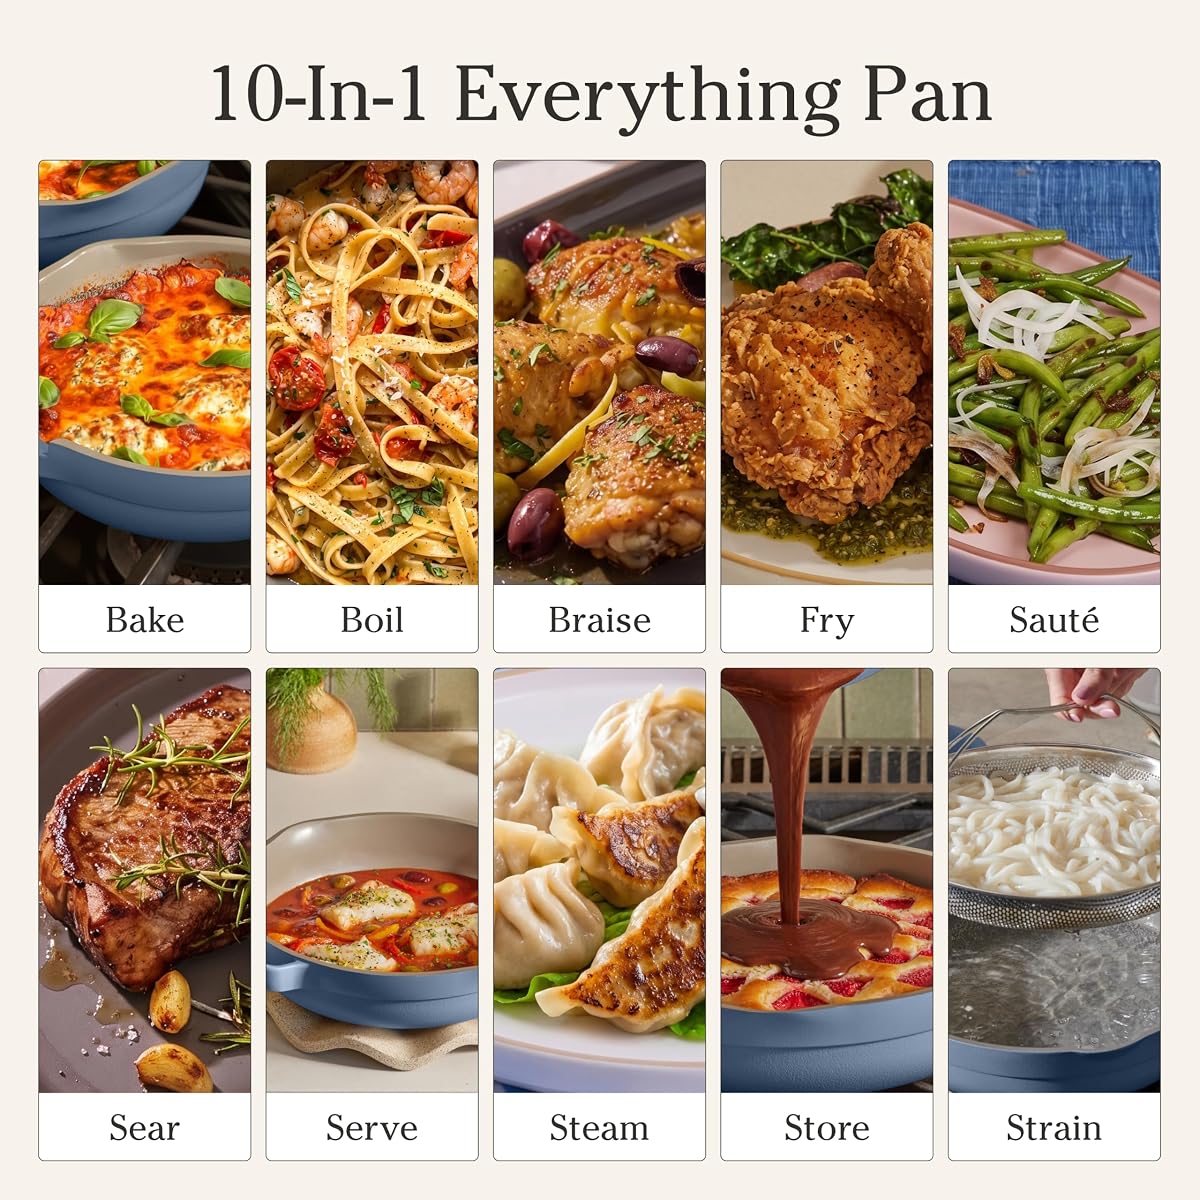 10-In-1 Everything Pan
Bake
Boil
Braise
Fry
Sauté
Sear
Serve
Steam
Store
Strain